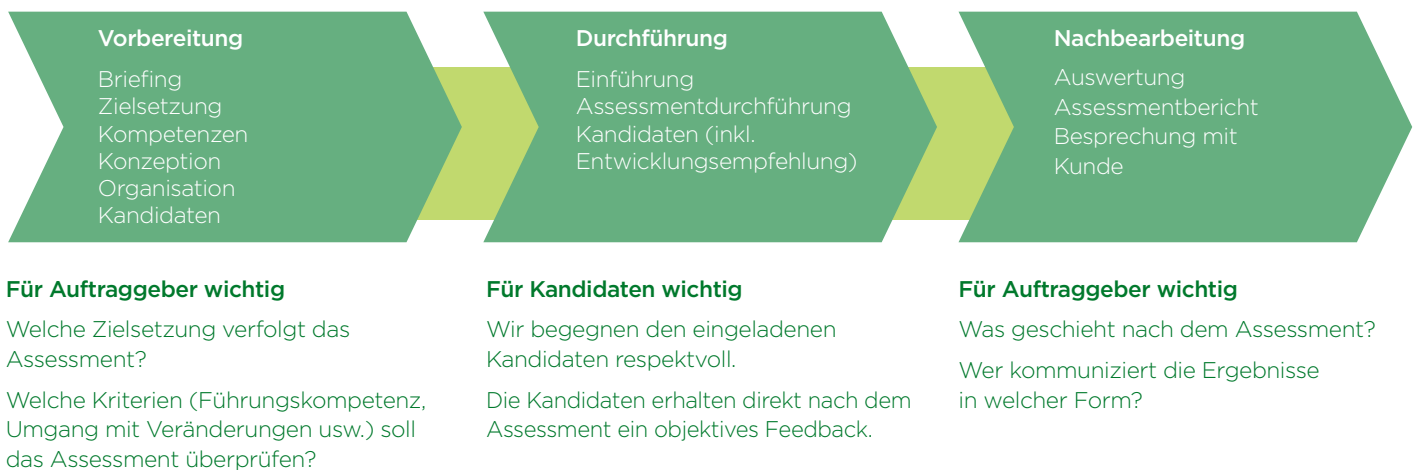 Vorbereitung
Briefing
Zielsetzung
Kompetenzen
Konzeption
Organisation
Kandidaten
Durchführung
Einführung
Assessmentdurchführung
Kandidaten (inkl.
Entwicklungsempfehlung)
Nachbearbeitung
Auswertung
Assessmentbericht
Besprechung mit
Kunde
Für Auftraggeber wichtig
Welche Zielsetzung verfolgt das
Assessment?
Welche Kriterien (Führungskompetenz,
Umgang mit Veränderungen usw.) soll
das Assessment überprüfen?
Für Kandidaten wichtig
Wir begegnen den eingeladenen
Kandidaten respektvoll.
Die Kandidaten erhalten direkt nach dem
Assessment ein objektives Feedback.
Für Auftraggeber wichtig
Was geschieht nach dem Assessment?
Wer kommuniziert die Ergebnisse
in welcher Form?